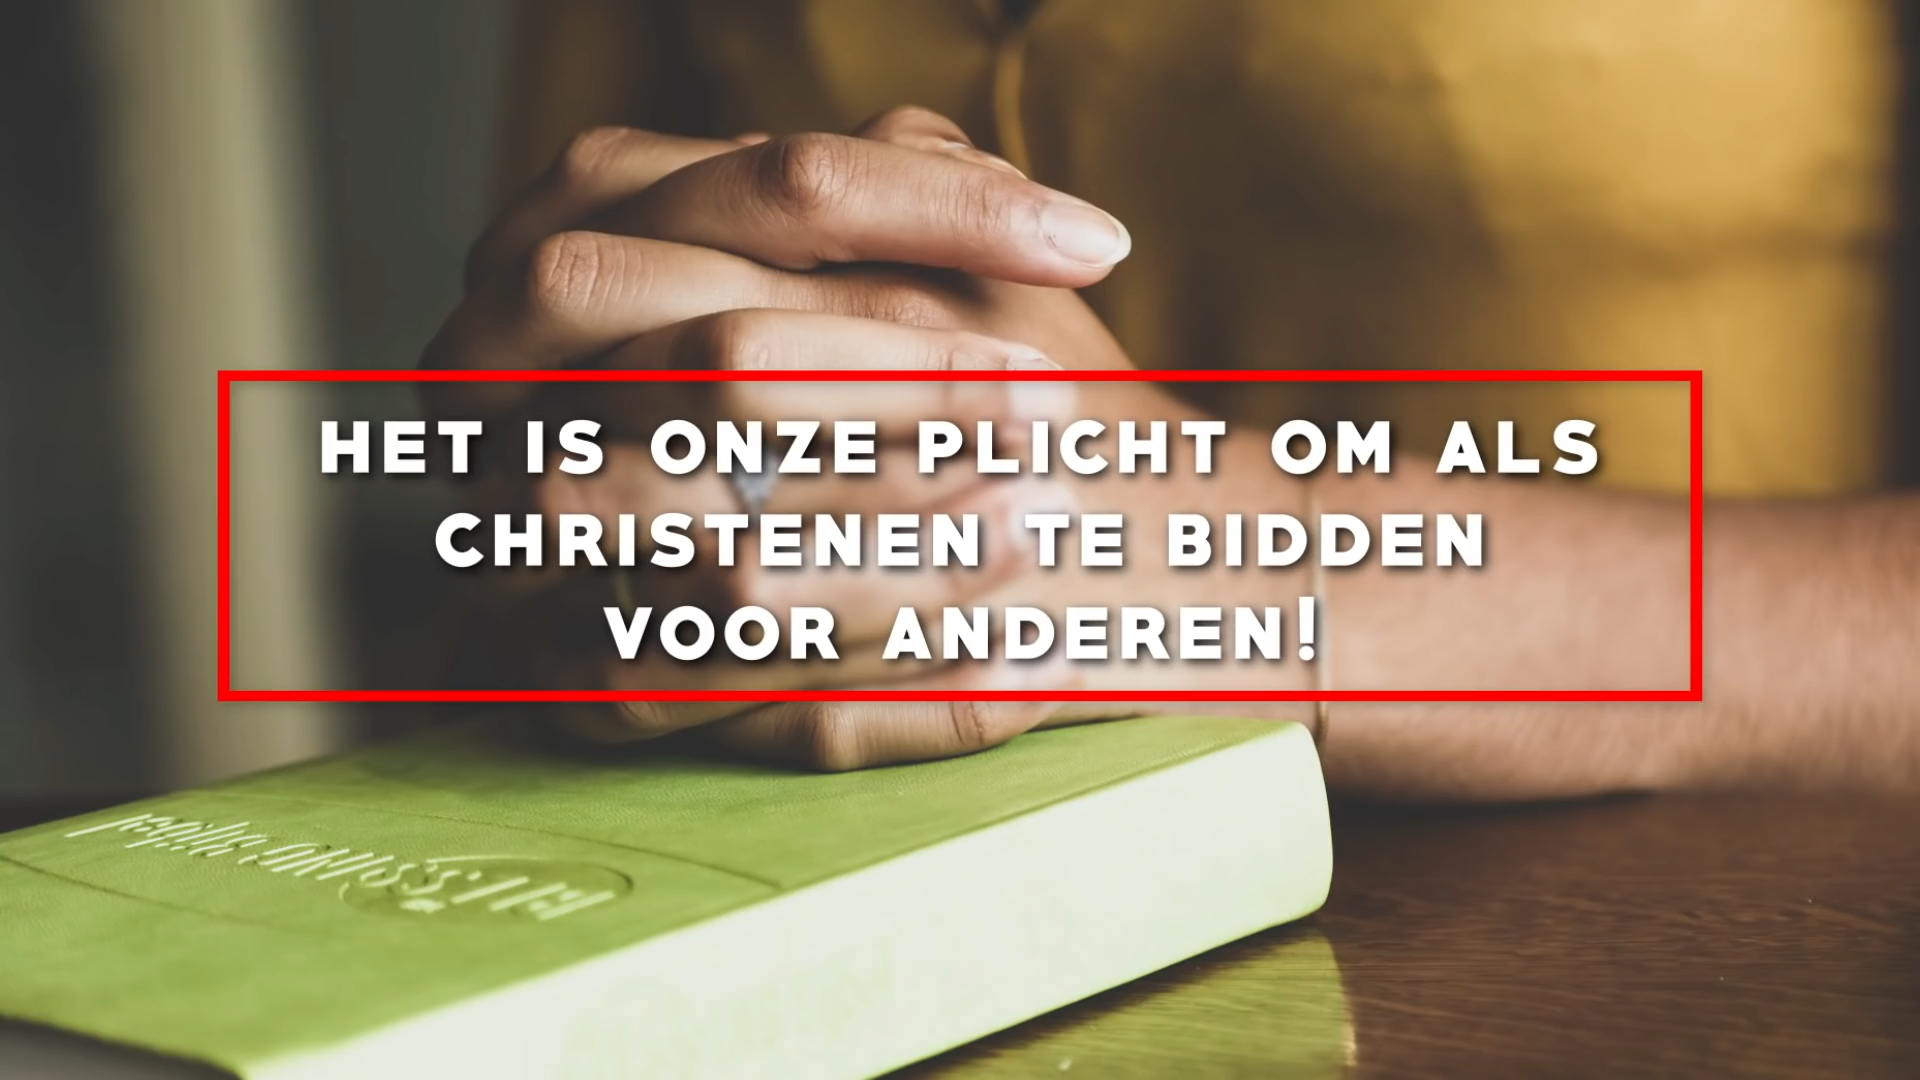 HET IS ONZE PLICHT OM ALS
CHRISTENEN TE BIDDEN
VOOR ANDEREN!